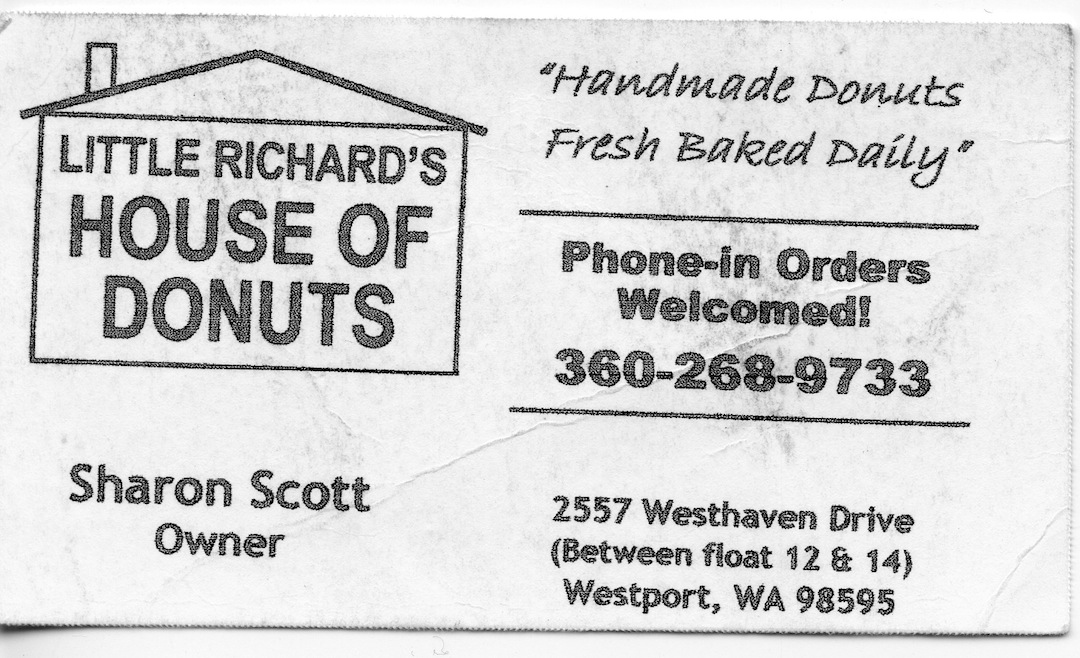 LITTLE RICHARD'S
HOUSE OF
DONUTS
Sharon Scott
Owner
"Handmade Donuts
Fresh Baked Daily"
Phone-in Orders
Welcomed!
360-268-9733
2557 Westhaven Drive
(Between float 12 & 14)
Westport, WA 98595